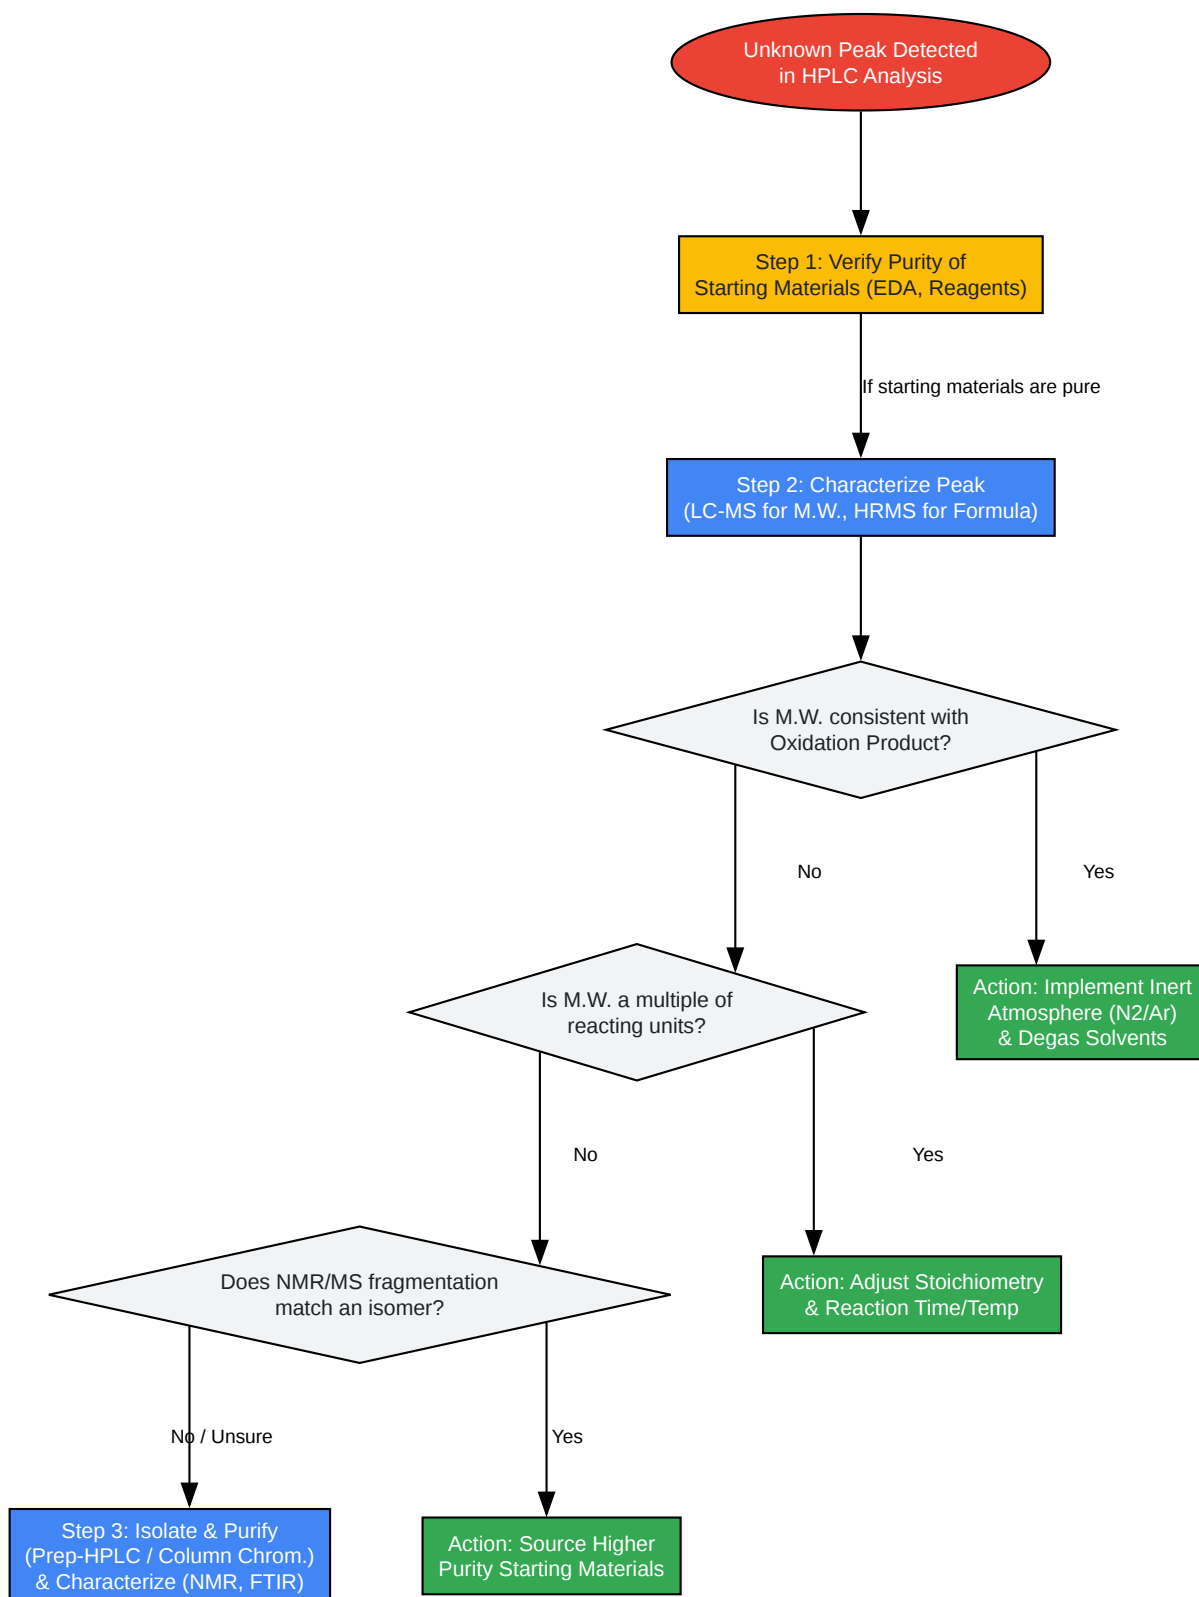 Unknown Peak Detected
in HPLC Analysis
Step 1: Verify Purity of
Starting Materials (EDA, Reagents)
If starting materials are pure
Step 2: Characterize Peak
(LC-MS for M.W., HRMS for Formula)
Is M.W. consistent with
Oxidation Product?
No
Yes
Is M.W. a multiple of
reacting units?
Action: Implement Inert
Atmosphere (N2/Ar)
& Degas Solvents
No
Yes
Does NMR/MS fragmentation
match an isomer?
Action: Adjust Stoichiometry
& Reaction Time/Temp
No / Unsure
Yes
Step 3: Isolate & Purify
(Prep-HPLC / Column Chrom.)
& Characterize (NMR, FTIR)
Action: Source Higher
Purity Starting Materials